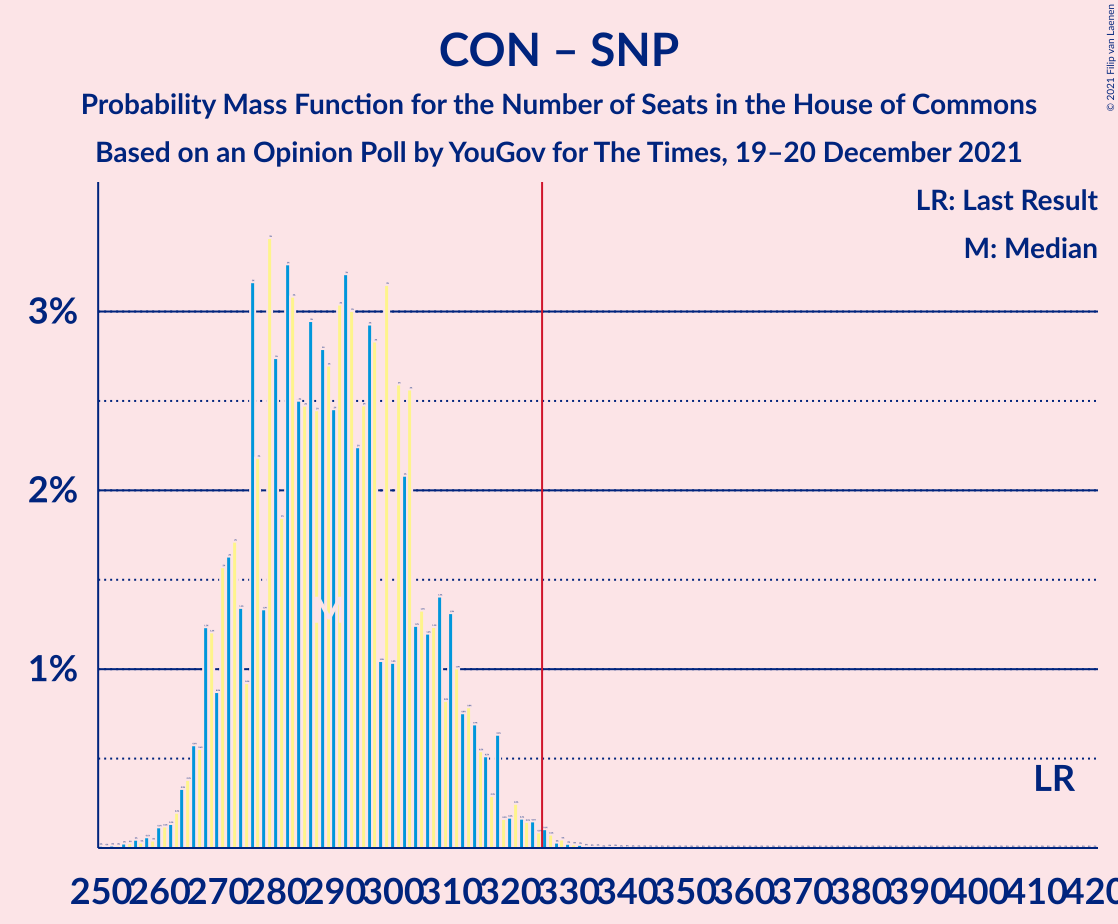 CON – SNP
Probability Mass Function for the Number of Seats in the House of Commons
Based on an Opinion Poll by YouGov for The Times, 19–20 December 2021
© 2021 Filip van Laenen
LR: Last Result
M: Median
3%
2%
1%
M
LR
250 260 270 280 290 300 310 320 330 340 350 360 370 380 390 400 410 420